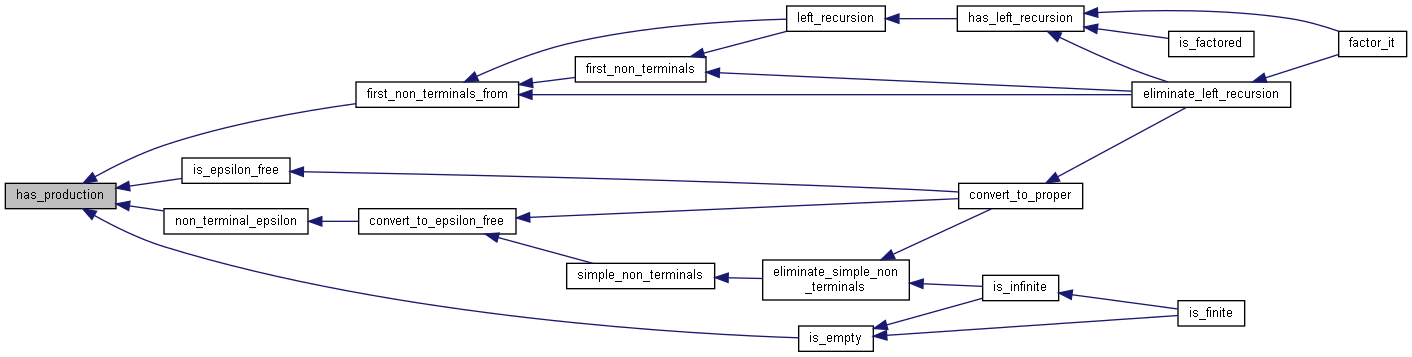 left_recursion
has_left_recursion
is_factored
factor_it
first_non_terminals
first_non_terminals_from
eliminate_left_recursion
is_epsilon_free
has_production
convert_to_proper
non_terminal_epsilon
convert_to_epsilon_free
simple_non_terminals
eliminate_simple_non
_terminals
is_infinite
is_finite
is_empty